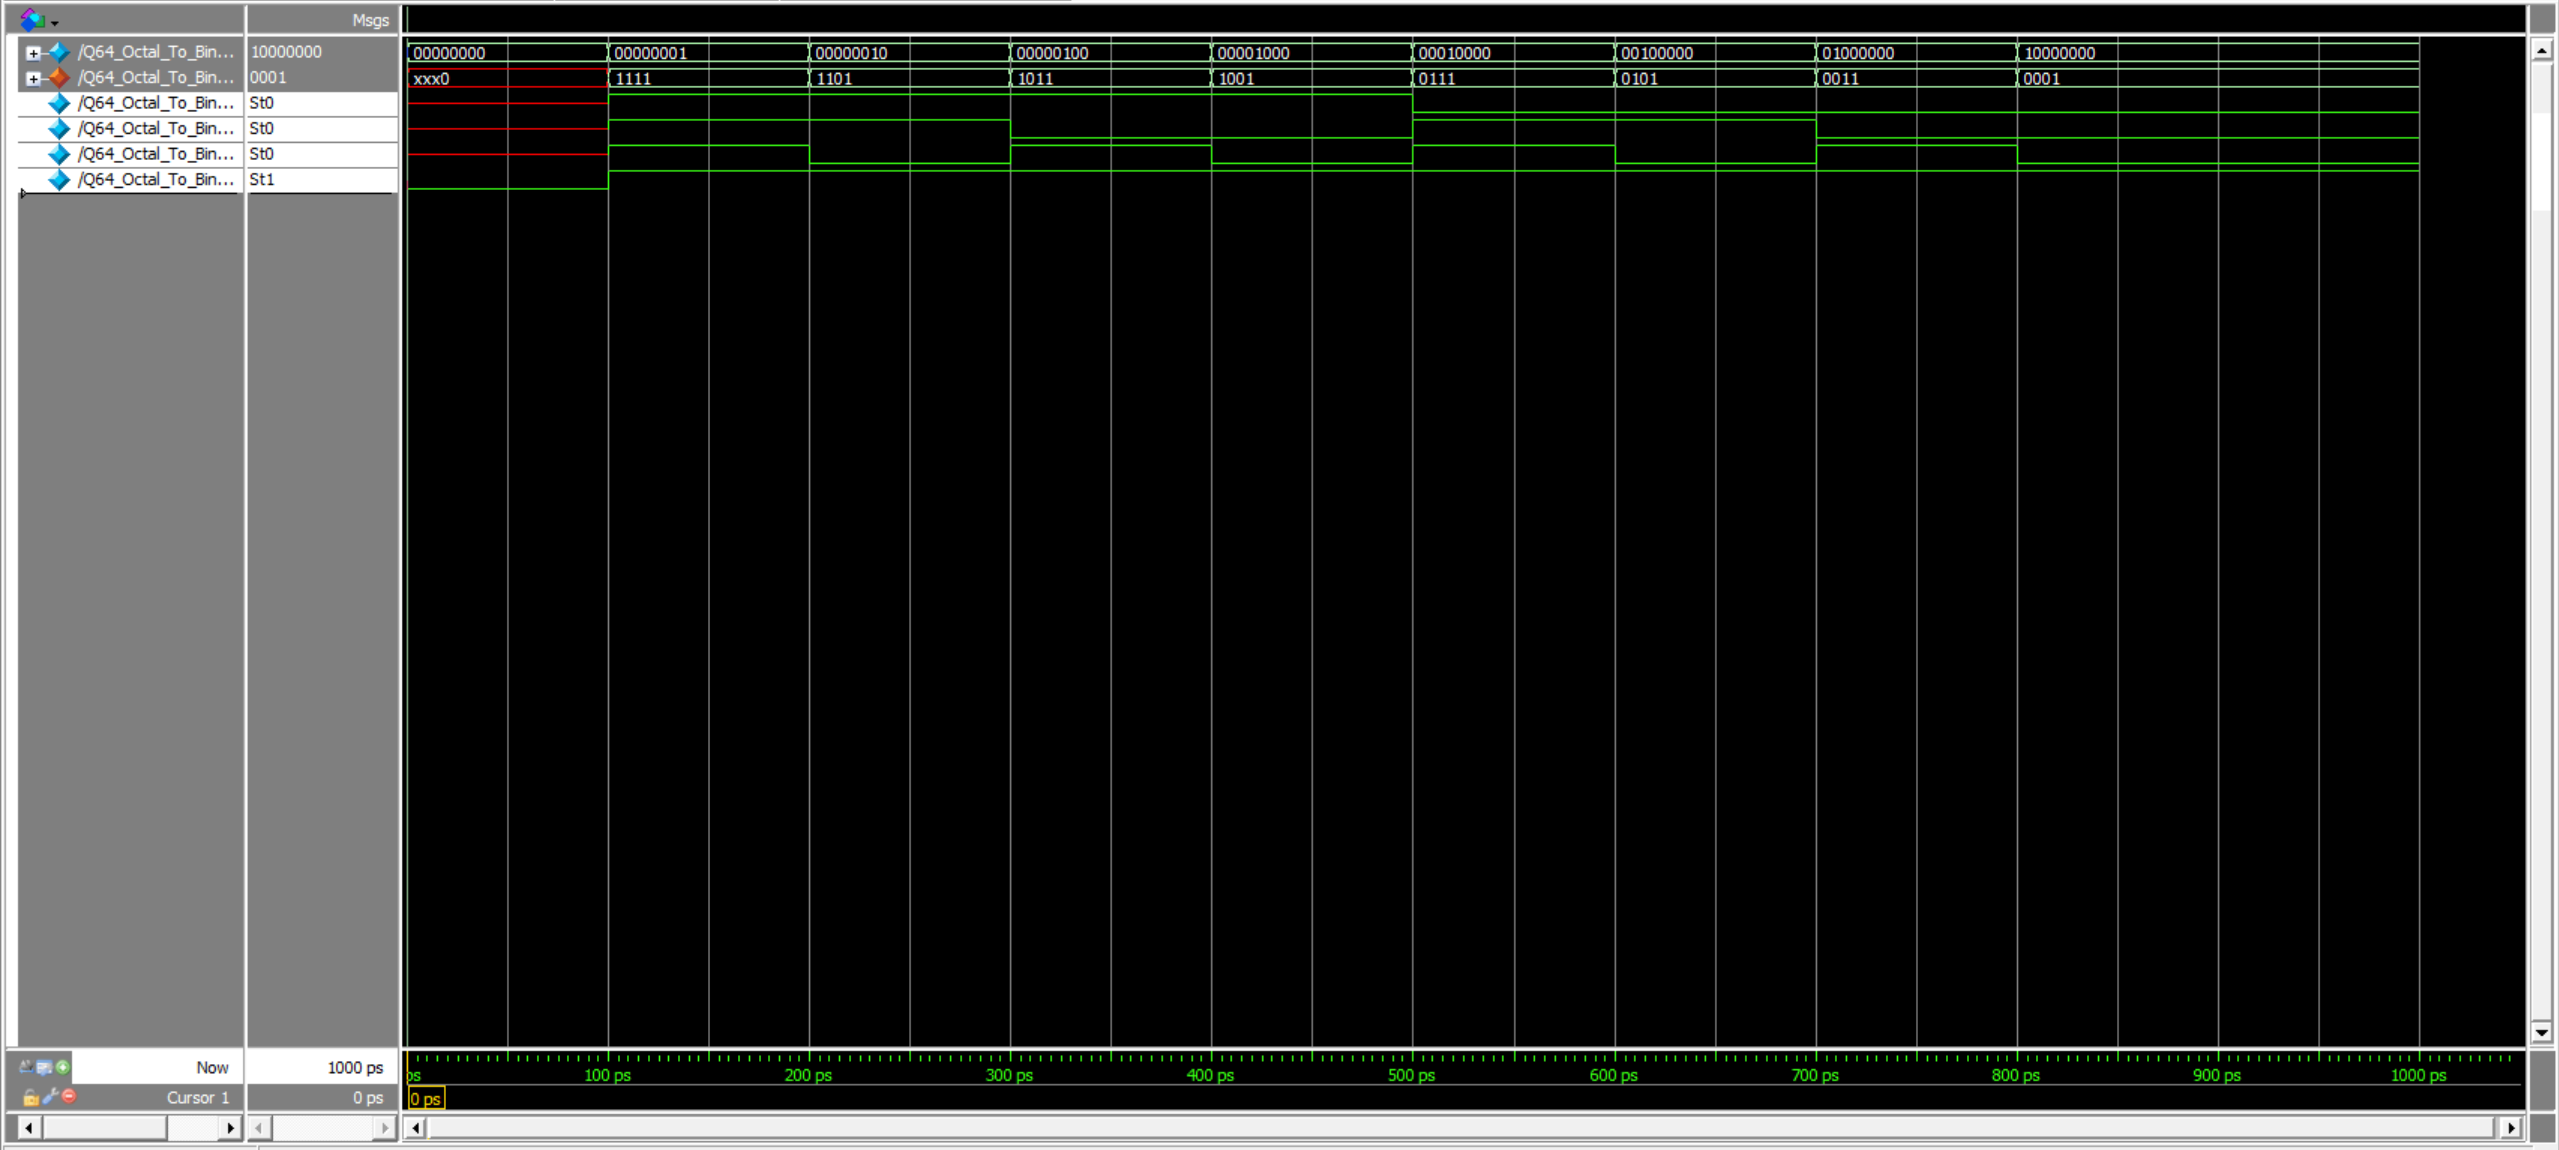 Msgs
/Q64_Octal_To_Bin... 10000000 00000000 00000001 00000010 00000100 00001000 00010000 00100000 01000000 10000000
/Q64_Octal_To_Bin... 0001 xxx0 1111 1101 1011 1001 0111 0101 0011 0001
/Q64_Octal_To_Bin... St0
/Q64_Octal_To_Bin... St0
/Q64_Octal_To_Bin... St0
/Q64_Octal_To_Bin... St1
Now 1000 ps ps 100 ps 200 ps 300 ps 400 ps 500 ps 600 ps 700 ps 800 ps 900 ps 1000 ps
Cursor 1 0 ps 0 ps